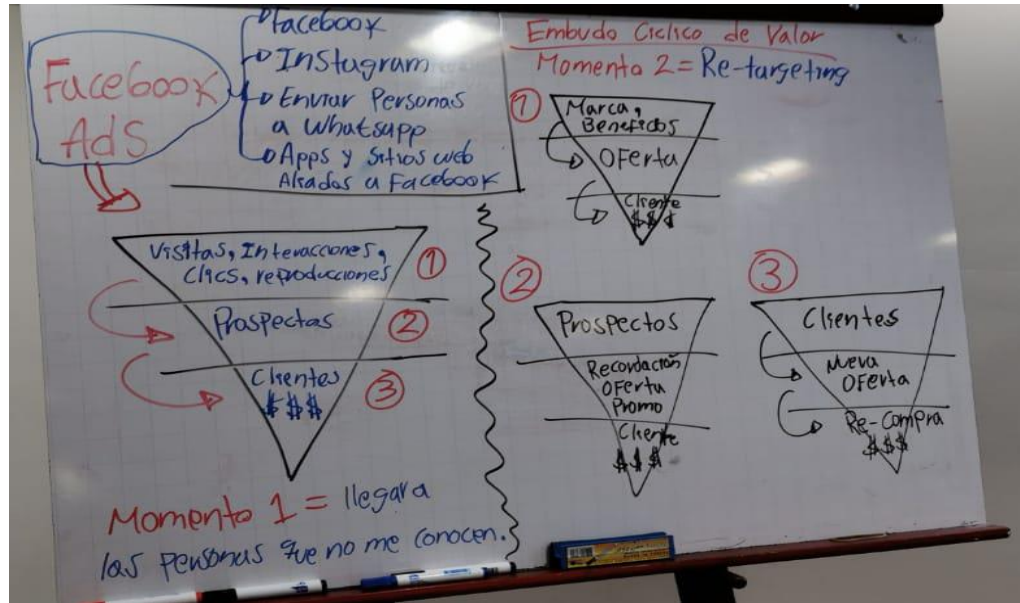 Facebook
Ads
Facebook
Instagram
Enviar Personas
a Whatsapp
Apps y Sitios web
Aliados a Facebook
Visitas, Interacciones,
Clics, reproducciones
1
Prospectas
2
Clientes
$$$
3
Momento 1 = llegar a
las personas que no me conocen.
Embudo Ciclico de Valor
Momento 2 = Re-targeting
1
Marca,
Beneficios
Oferta
Cliente
$$$
2
Prospectos
Recordación
Oferta
Promo
Cliente
$$$
3
Clientes
Nueva
Oferta
Re-Compra
$$$